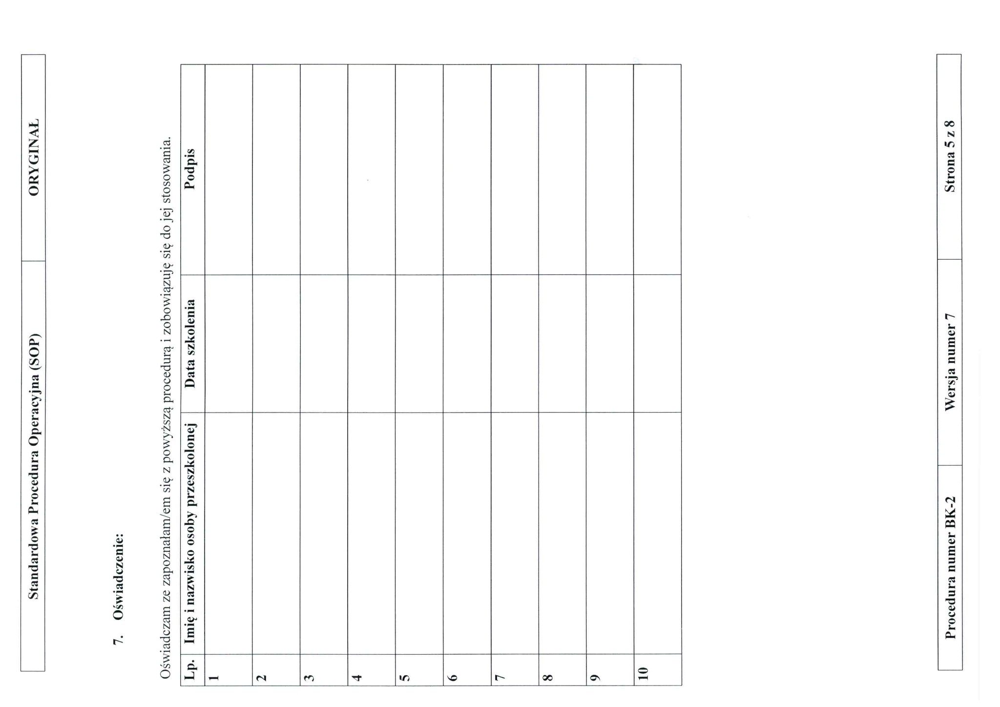 Standardowa Procedura Operacyjna (SOP) ORYGINAŁ
7. Oświadczenie:
Oświadczam ze zapoznałam/em się z powyższą procedurą i zobowiązuję się do jej stosowania.
Lp. Imię i nazwisko osoby przeszkolonej Data szkolenia Podpis
1
2
3
4
5
6
7
8
9
10
Procedura numer BK-2 Wersja numer 7 Strona 5 z 8